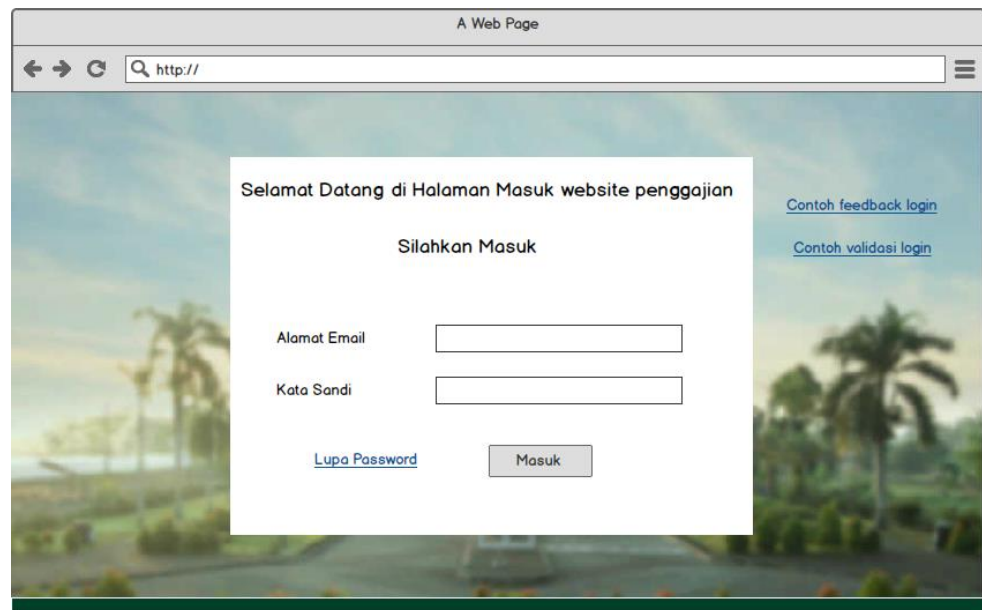 A Web Page
http://
Selamat Datang di Halaman Masuk website penggajian
Silahkan Masuk
Contoh feedback login
Contoh validasi login
Alamat Email
Kata Sandi
Lupa Password
Masuk